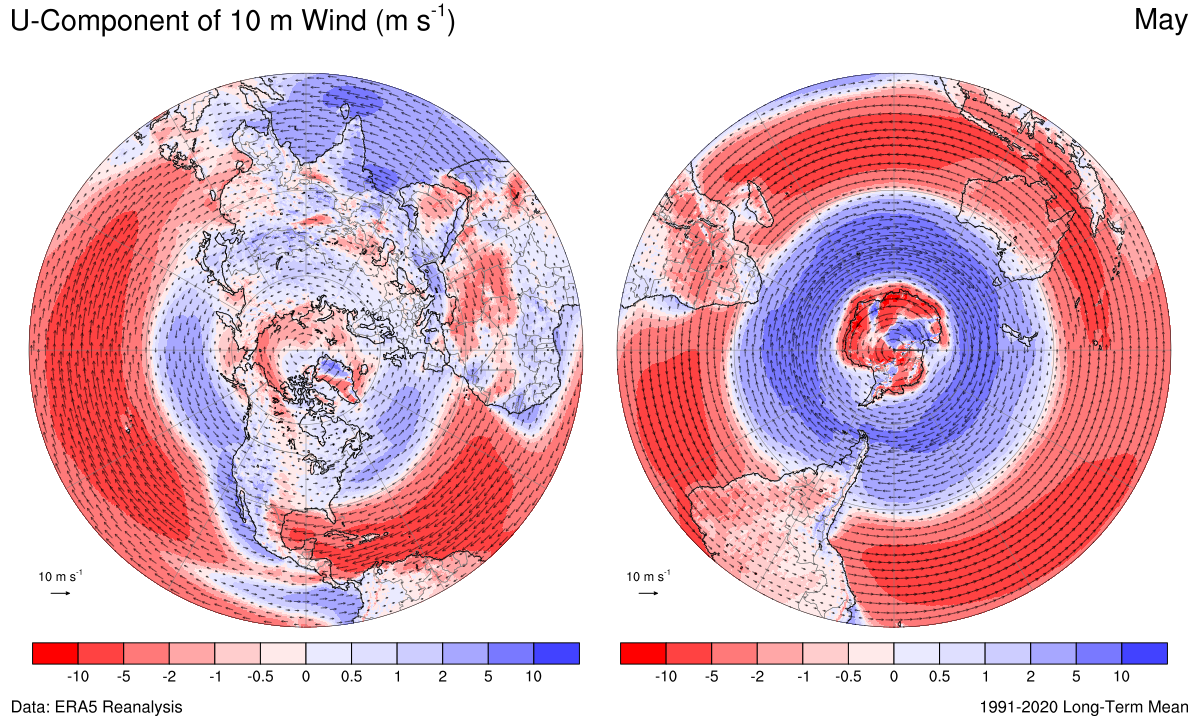 U-Component of 10 m Wind (m s-1)
May
10 m s-1
10 m s-1
-10 -5 -2 -1 -0.5 0 0.5 1 2 5 10
-10 -5 -2 -1 -0.5 0 0.5 1 2 5 10
Data: ERA5 Reanalysis
1991-2020 Long-Term Mean